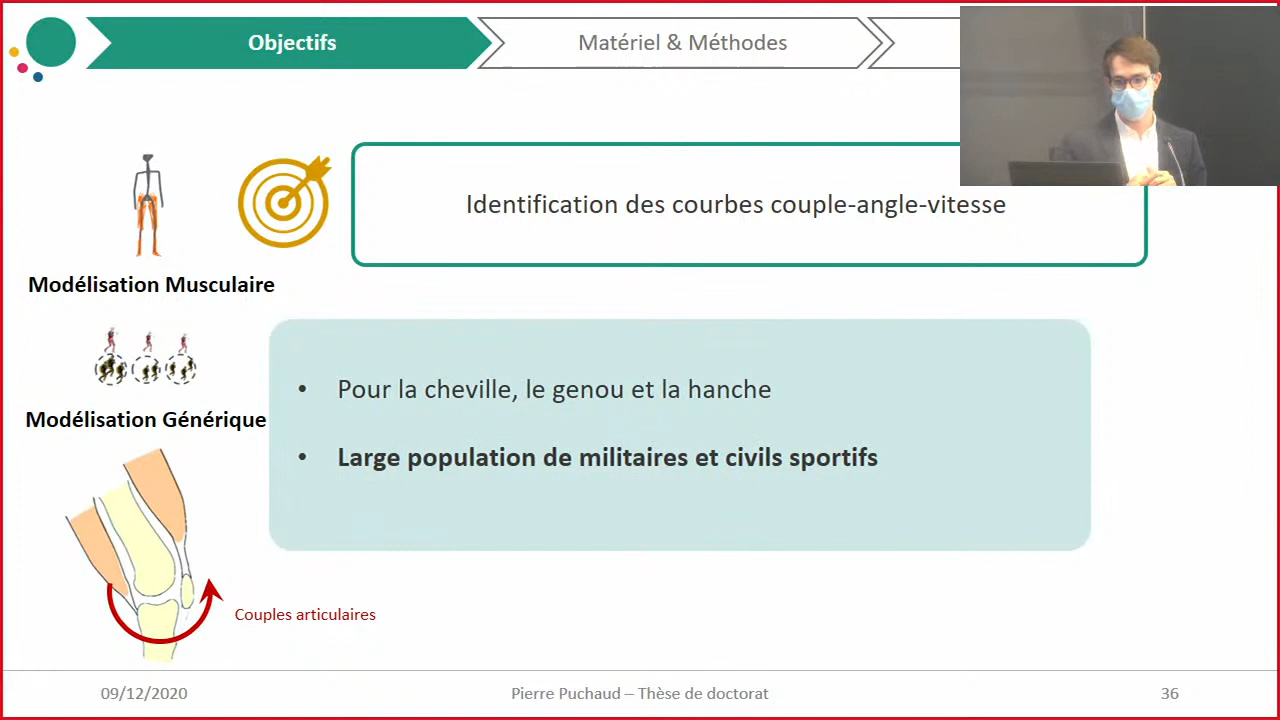 Objectifs
Matériel & Méthodes
Identification des courbes couple-angle-vitesse
Modélisation Musculaire
Modélisation Générique
• Pour la cheville, le genou et la hanche
• Large population de militaires et civils sportifs
Couples articulaires
09/12/2020
Pierre Puchaud – Thèse de doctorat
36